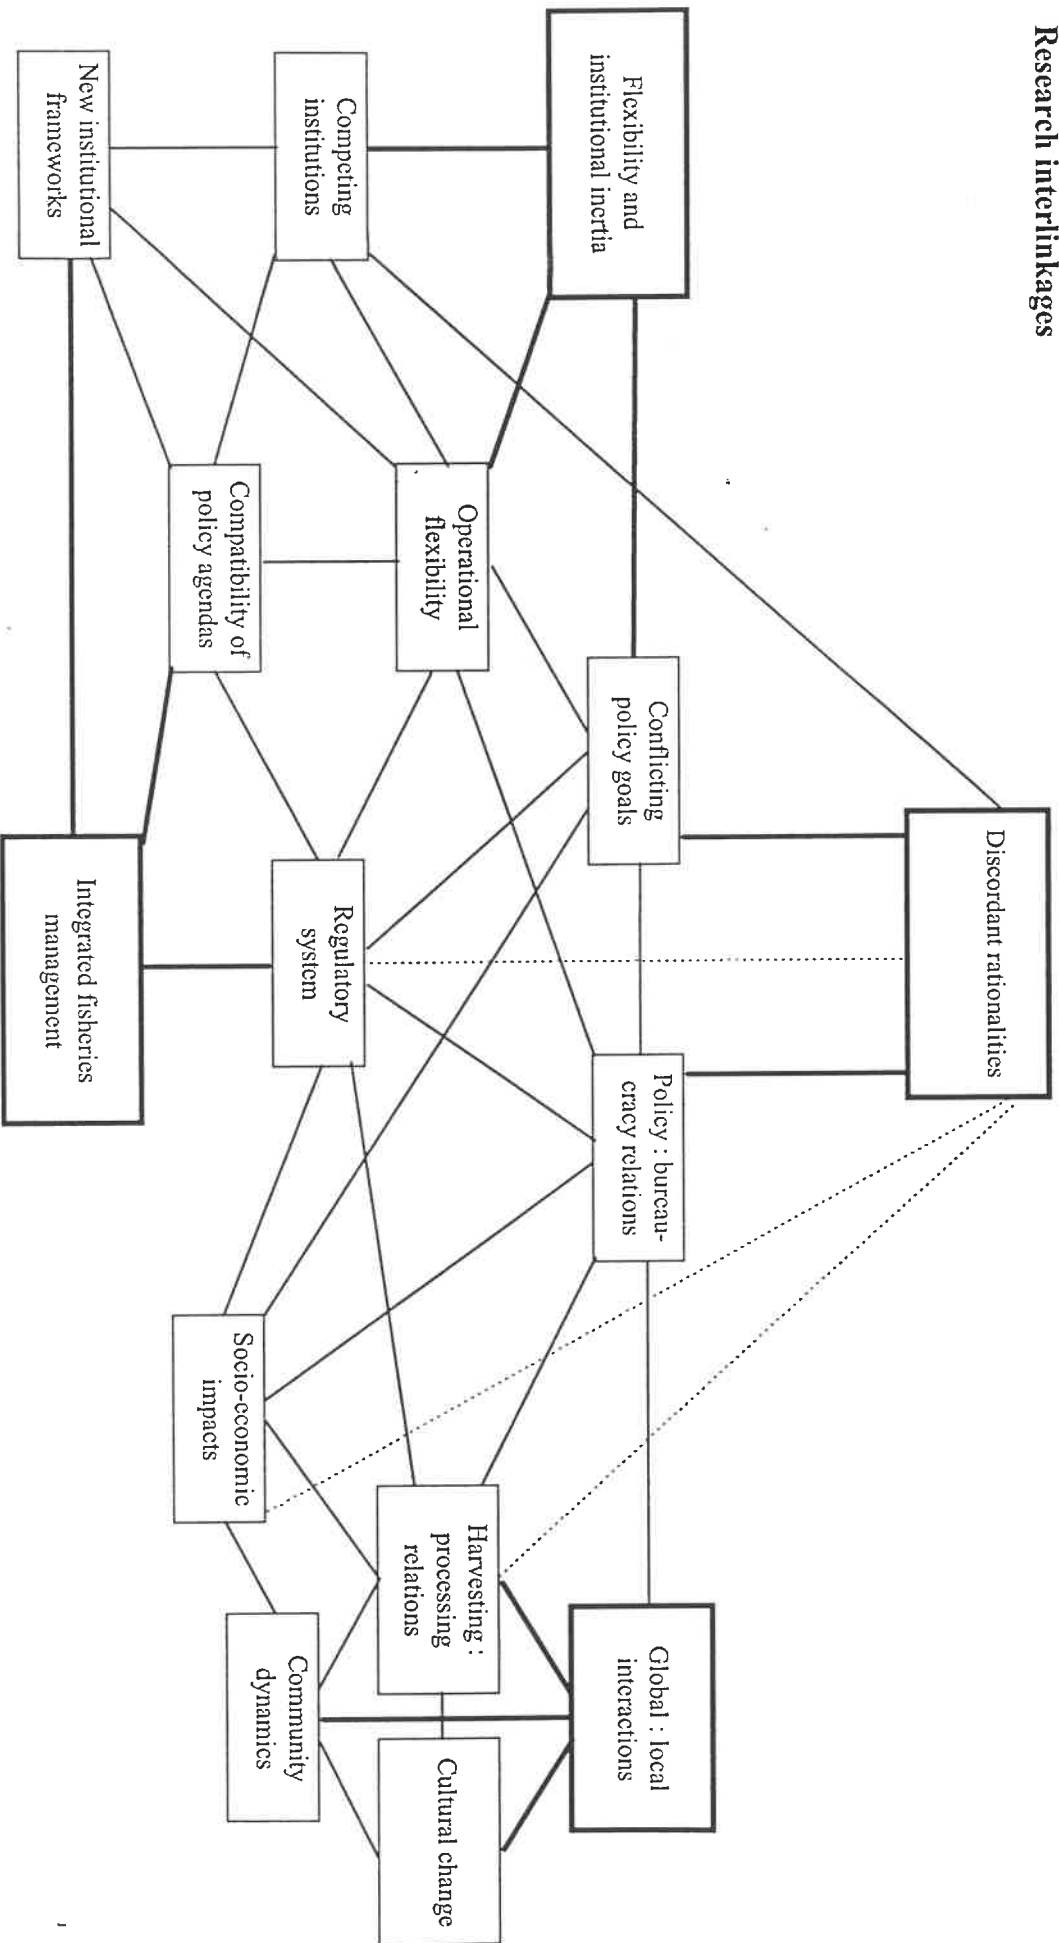 Research interlinkages
Discordant rationalities
Flexibility and
institutional inertia
Conflicting
policy goals
Policy : bureau-
cracy relations
Global : local
interactions
Competing
institutions
Operational
flexibility
Regulatory
system
Harvesting :
processing
relations
Cultural change
New institutional
frameworks
Compatibility of
policy agendas
Socio-economic
impacts
Community
dynamics
Integrated fisheries
management